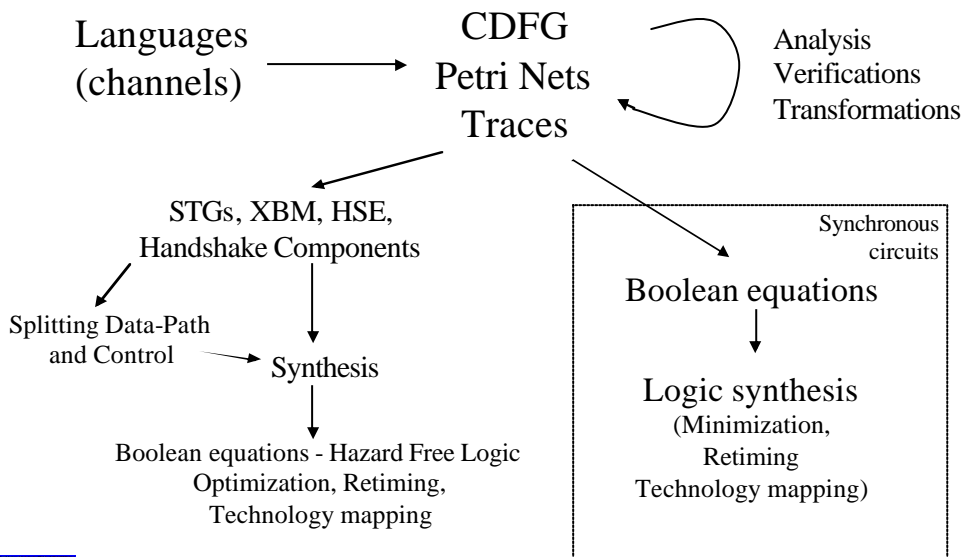 Languages
(channels)
CDFG
Petri Nets
Traces
Analysis
Verifications
Transformations
STGs, XBM, HSE,
Handshake Components
Splitting Data-Path
and Control
Synthesis
Boolean equations - Hazard Free Logic
Optimization, Retiming,
Technology mapping
Synchronous
circuits
Boolean equations
Logic synthesis
(Minimization,
Retiming
Technology mapping)